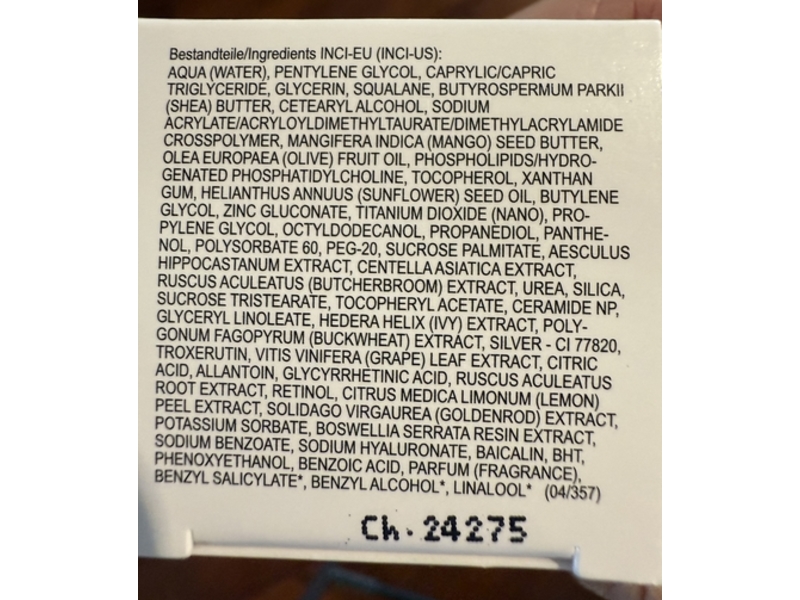 Bestandteile/Ingredients INCI-EU (INCI-US):
AQUA (WATER), PENTYLENE GLYCOL, CAPRYLIC/CAPRIC
TRIGLYCERIDE, GLYCERIN, SQUALANE, BUTYROSPERMUM PARKII
(SHEA) BUTTER, CETEARYL ALCOHOL, SODIUM
ACRYLATE/ACRYLOYLDIMETHYLTAURATE/DIMETHYLACRYLAMIDE
CROSSPOLYMER, MANGIFERA INDICA (MANGO) SEED BUTTER,
OLEA EUROPAEA (OLIVE) FRUIT OIL, PHOSPHOLIPIDS/HYDRO-
GENATED PHOSPHATIDYLCHOLINE, TOCOPHEROL, XANTHAN
GUM, HELIANTHUS ANNUUS (SUNFLOWER) SEED OIL, BUTYLENE
GLYCOL, ZINC GLUCONATE, TITANIUM DIOXIDE (NANO), PRO-
PYLENE GLYCOL, OCTYLDODECANOL, PROPANEDIOL, PANTHE-
NOL, POLYSORBATE 60, PEG-20, SUCROSE PALMITATE, AESCULUS
HIPPOCASTANUM EXTRACT, CENTELLA ASIATICA EXTRACT,
RUSCUS ACULEATUS (BUTCHERBROOM) EXTRACT, UREA, SILICA,
SUCROSE TRISTEARATE, TOCOPHERYL ACETATE, CERAMIDE NP,
GLYCERYL LINOLEATE, HEDERA HELIX (IVY) EXTRACT, POLY-
GONUM FAGOPYRUM (BUCKWHEAT) EXTRACT, SILVER - CI 77820,
TROXERUTIN, VITIS VINIFERA (GRAPE) LEAF EXTRACT, CITRIC
ACID, ALLANTOIN, GLYCYRRHETINIC ACID, RUSCUS ACULEATUS
ROOT EXTRACT, RETINOL, CITRUS MEDICA LIMONUM (LEMON)
PEEL EXTRACT, SOLIDAGO VIRGAUREA (GOLDENROD) EXTRACT,
POTASSIUM SORBATE, BOSWELLIA SERRATA RESIN EXTRACT,
SODIUM BENZOATE, SODIUM HYALURONATE, BAICALIN, BHT,
PHENOXYETHANOL, BENZOIC ACID, PARFUM (FRAGRANCE),
BENZYL SALICYLATE*, BENZYL ALCOHOL*, LINALOOL* (04/357)
Ch. 24275